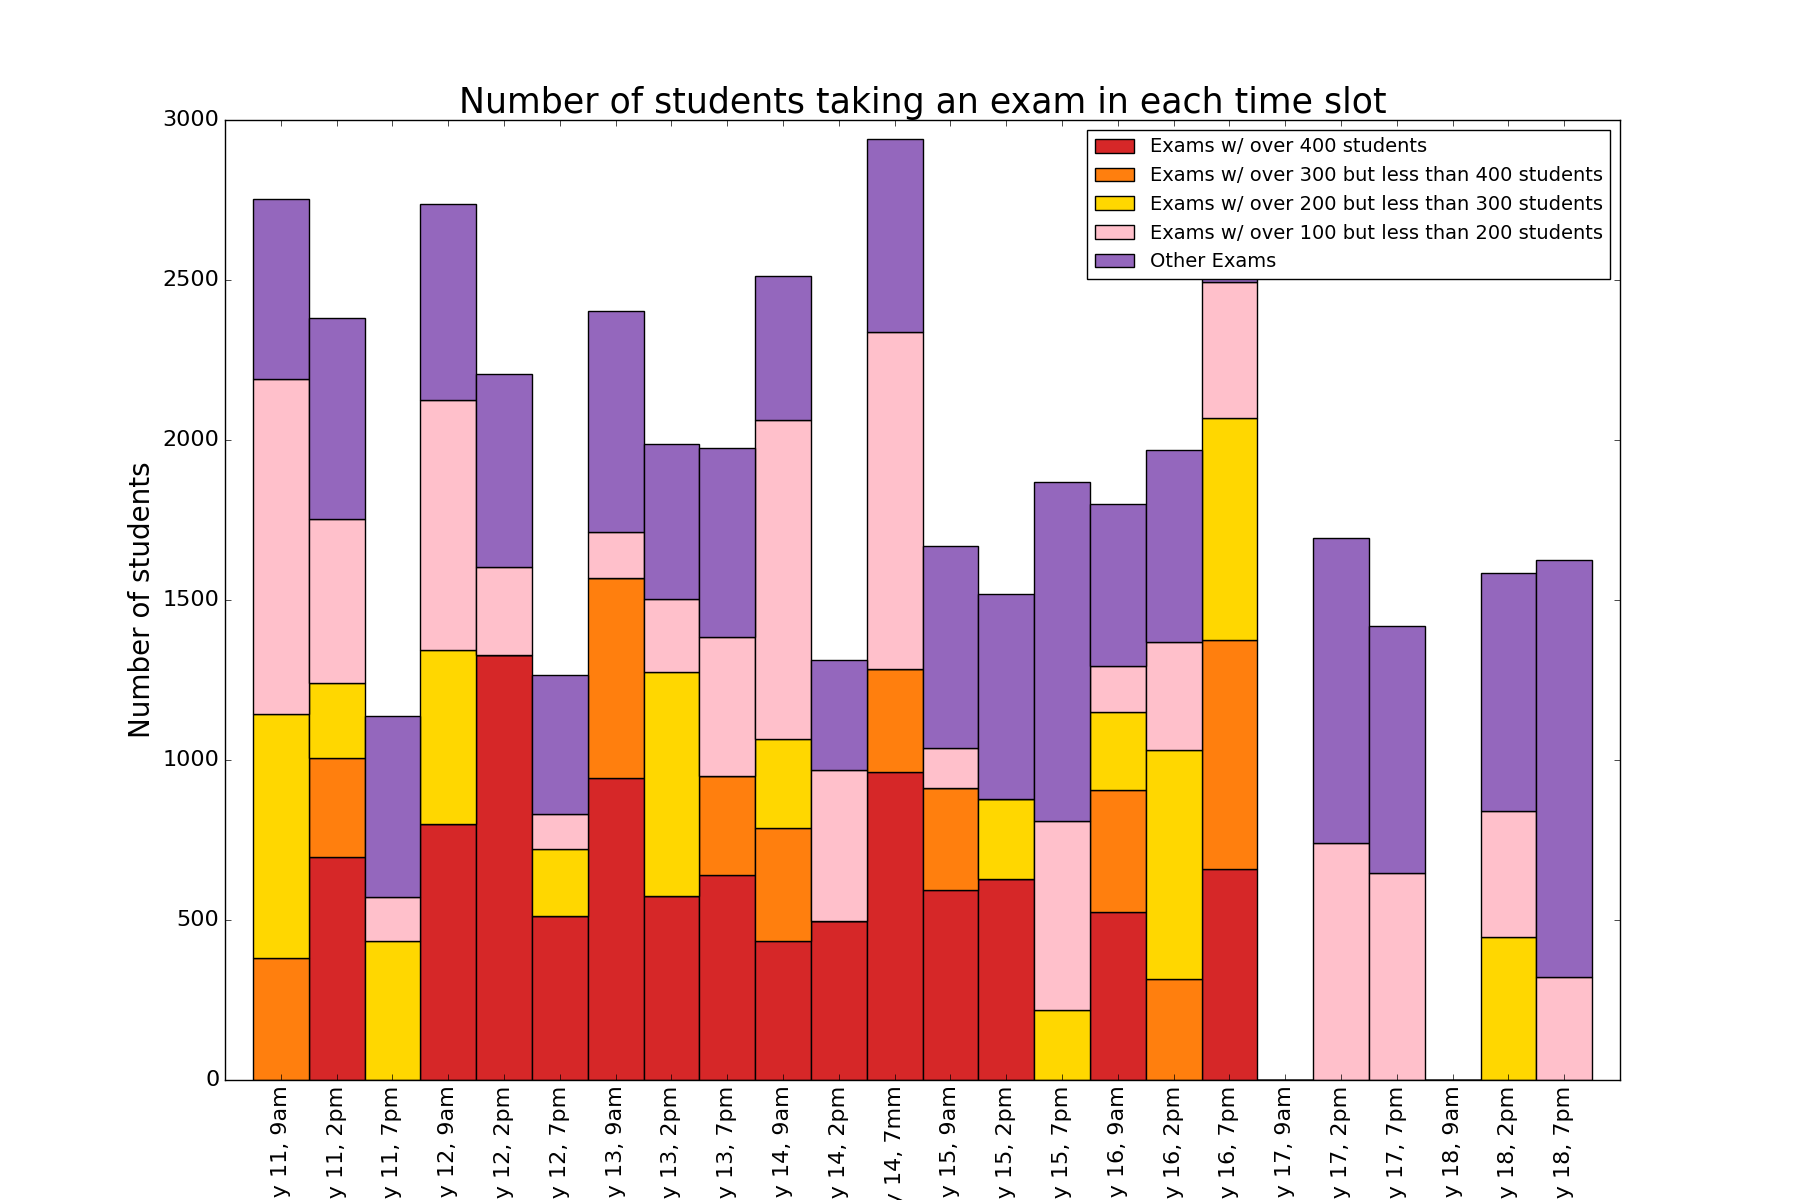 Number of students taking an exam in each time slot
Number of students
3000
2500
2000
1500
1000
500
0
Exams w/ over 400 students
Exams w/ over 300 but less than 400 students
Exams w/ over 200 but less than 300 students
Exams w/ over 100 but less than 200 students
Other Exams
y 11, 9am
y 11, 2pm
y 11, 7pm
y 12, 9am
y 12, 2pm
y 12, 7pm
y 13, 9am
y 13, 2pm
y 13, 7pm
y 14, 9am
y 14, 2pm
y 14, 7mm
y 15, 9am
y 15, 2pm
y 15, 7pm
y 16, 9am
y 16, 2pm
y 16, 7pm
y 17, 9am
y 17, 2pm
y 17, 7pm
y 18, 9am
y 18, 2pm
y 18, 7pm